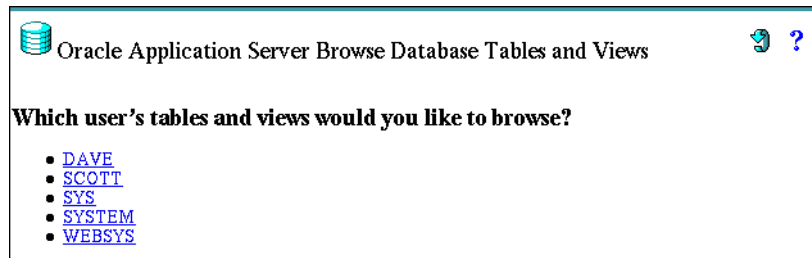 Oracle Application Server Browse Database Tables and Views ?
Which user's tables and views would you like to browse?
• DAVE
• SCOTT
• SYS
• SYSTEM
• WEBSYS